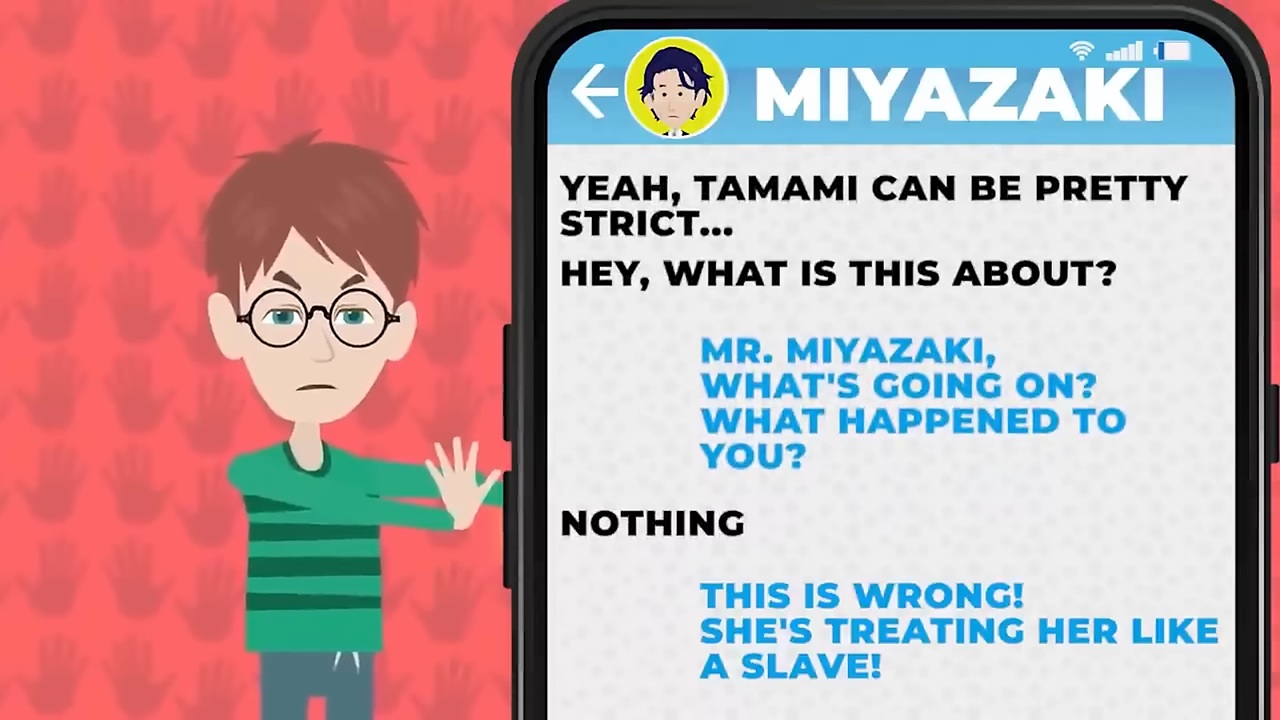 MIYAZAKI
YEAH, TAMAMI CAN BE PRETTY
STRICT...
HEY, WHAT IS THIS ABOUT?
MR. MIYAZAKI,
WHAT'S GOING ON?
WHAT HAPPENED TO
YOU?
NOTHING
THIS IS WRONG!
SHE'S TREATING HER LIKE
A SLAVE!